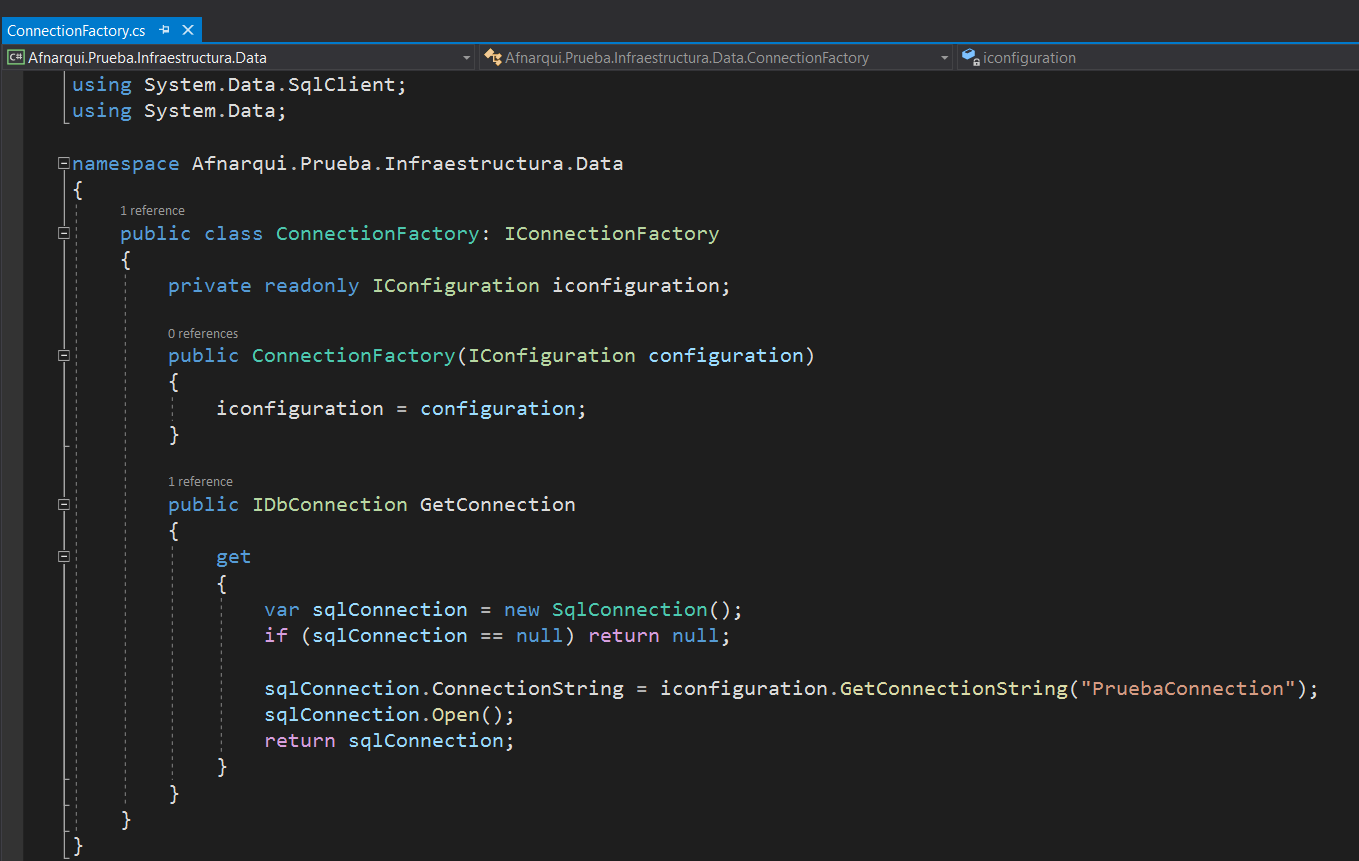 ConnectionFactory.cs
C# Afnarqui.Prueba.Infraestructura.Data Afnarqui.Prueba.Infraestructura.Data.ConnectionFactory iconfiguration
using System.Data.SqlClient;
using System.Data;
namespace Afnarqui.Prueba.Infraestructura.Data
{
1 reference
public class ConnectionFactory: IConnectionFactory
{
private readonly IConfiguration iconfiguration;
0 references
public ConnectionFactory(IConfiguration configuration)
{
iconfiguration = configuration;
}
1 reference
public IDbConnection GetConnection
{
get
{
var sqlConnection = new SqlConnection();
if (sqlConnection == null) return null;
sqlConnection.ConnectionString = iconfiguration.GetConnectionString("PruebaConnection");
sqlConnection.Open();
return sqlConnection;
}
}
}
}